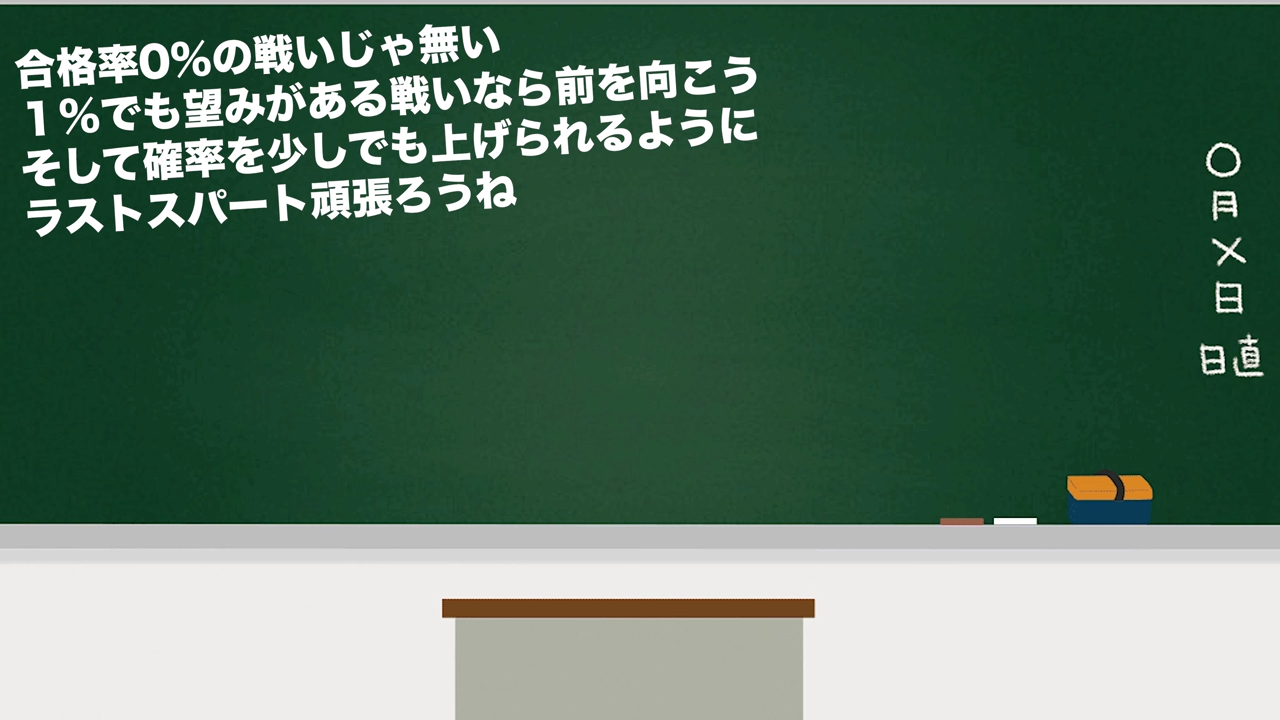 合格率0%の戦いじゃ無い
１%でも望みがある戦いなら前を向こう
そして確率を少しでも上げられるように
ラストスパート頑張ろうね
〇月×日
日直